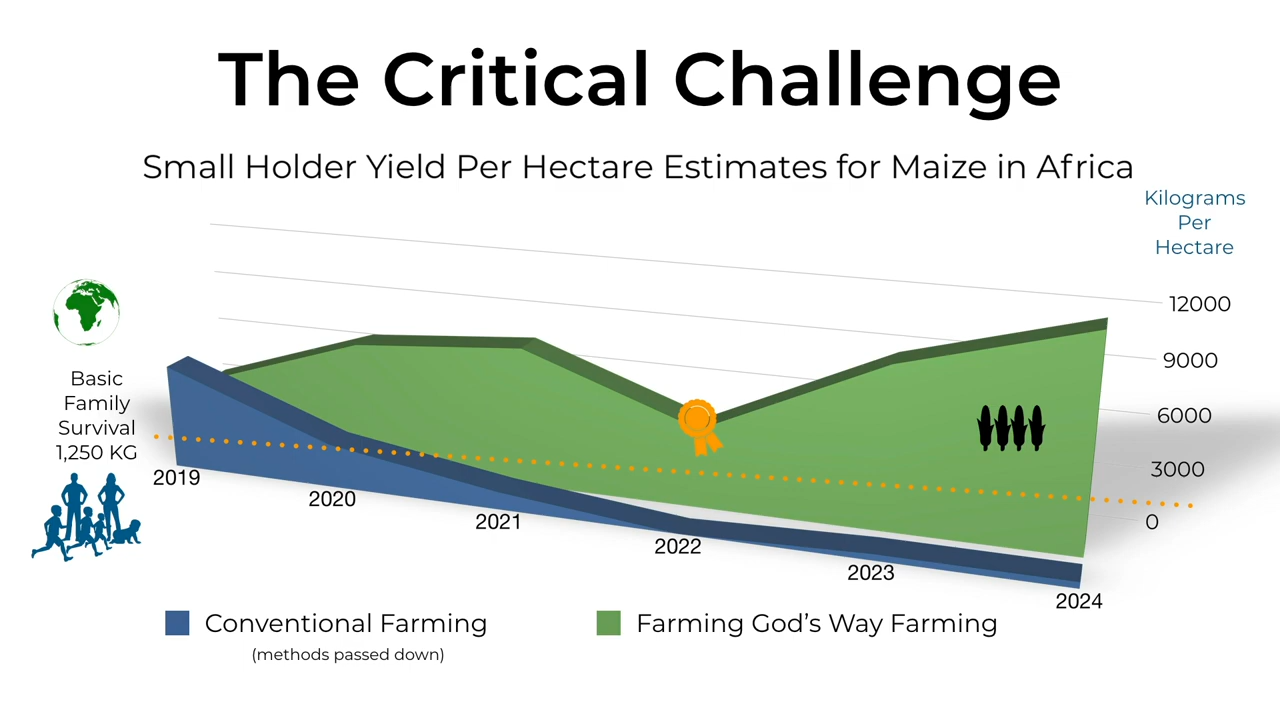 The Critical Challenge
Small Holder Yield Per Hectare Estimates for Maize in Africa
Kilograms
Per
Hectare
12000
9000
6000
3000
0
Basic
Family
Survival
1,250 KG
2019
2020
2021
2022
2023
2024
Conventional Farming
(methods passed down)
Farming God’s Way Farming